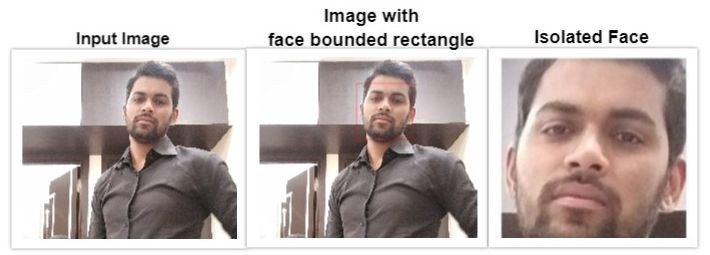 Input Image
Image with
face bounded rectangle
Isolated Face